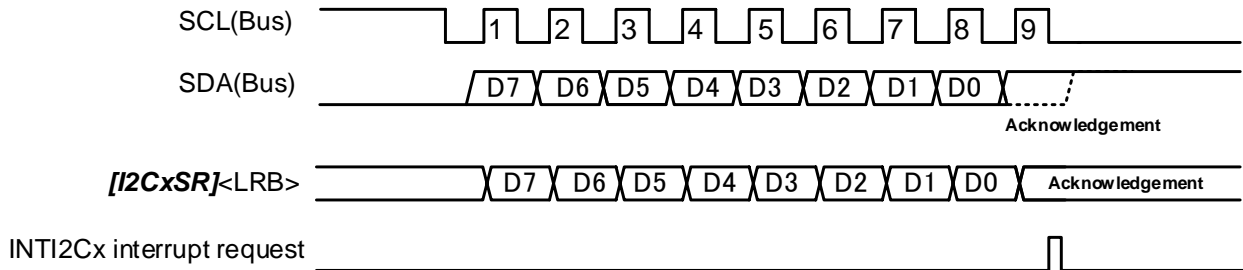 SCL(Bus) 1 2 3 4 5 6 7 8 9
SDA(Bus) D7 D6 D5 D4 D3 D2 D1 D0
Acknowledgement
[I2CxSR]<LRB> D7 D6 D5 D4 D3 D2 D1 D0 Acknowledgement
INTI2Cx interrupt request